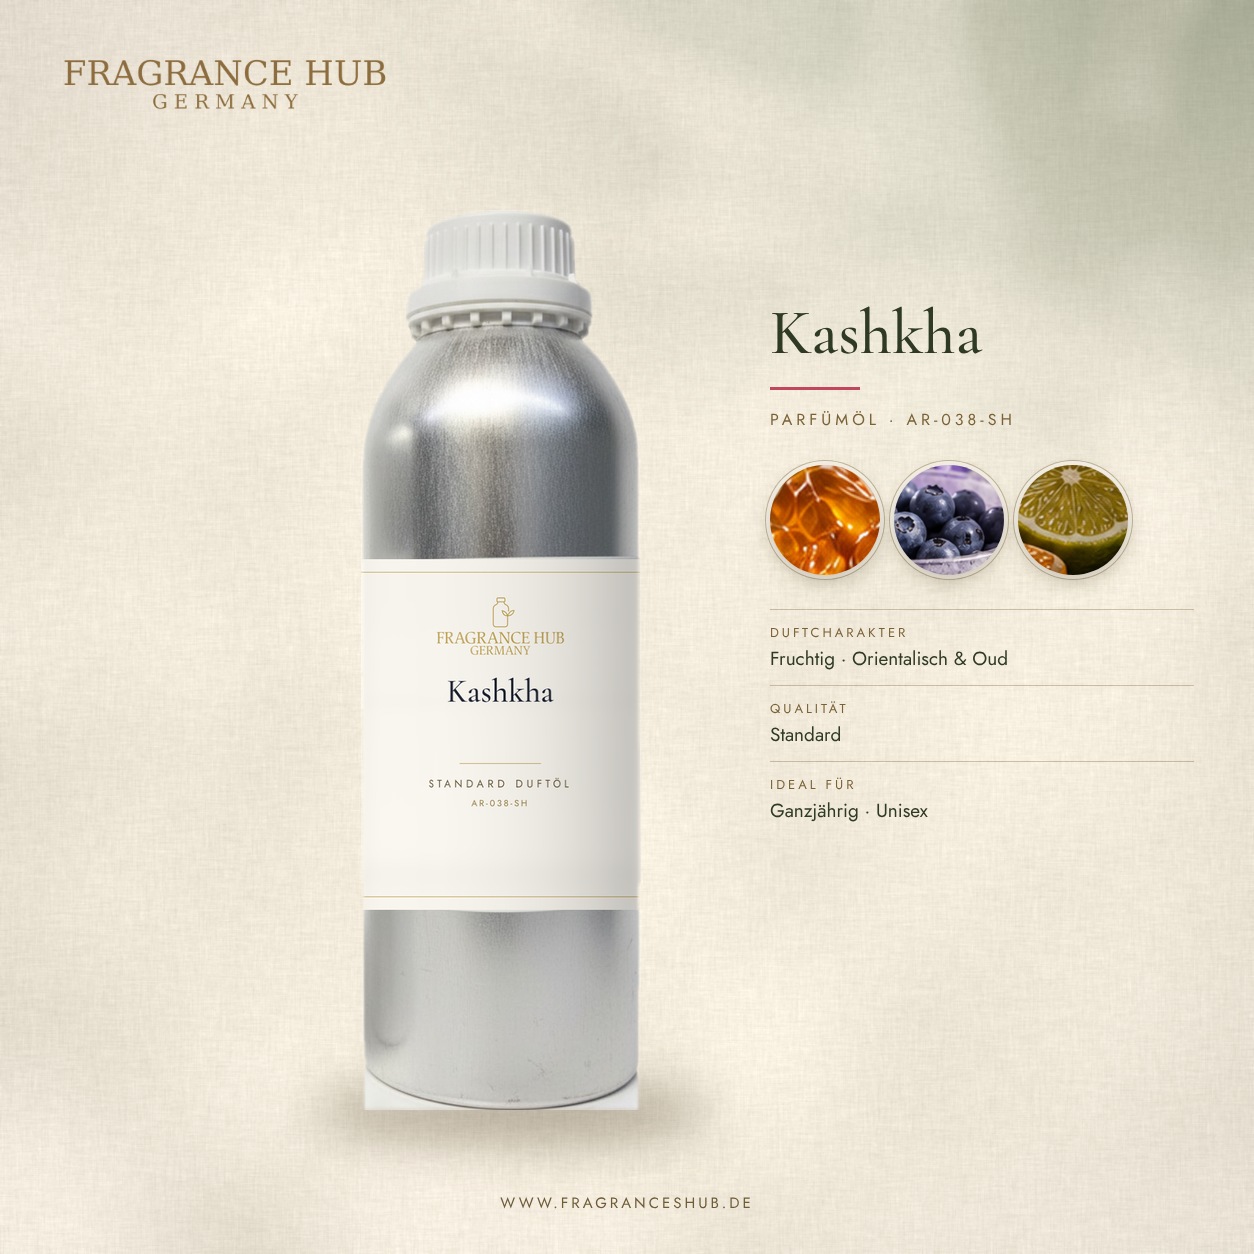 FRAGRANCE HUB
GERMANY
Kashkha
PARFÜMÖL · AR-038-SH
DUFTCHARAKTER
Fruchtig · Orientalisch & Oud
QUALITÄT
Standard
IDEAL FÜR
Ganzjährig · Unisex
FRAGRANCE HUB
GERMANY
Kashkha
STANDARD DUFTÖL
AR-038-SH
WWW.FRAGRANCESHUB.DE